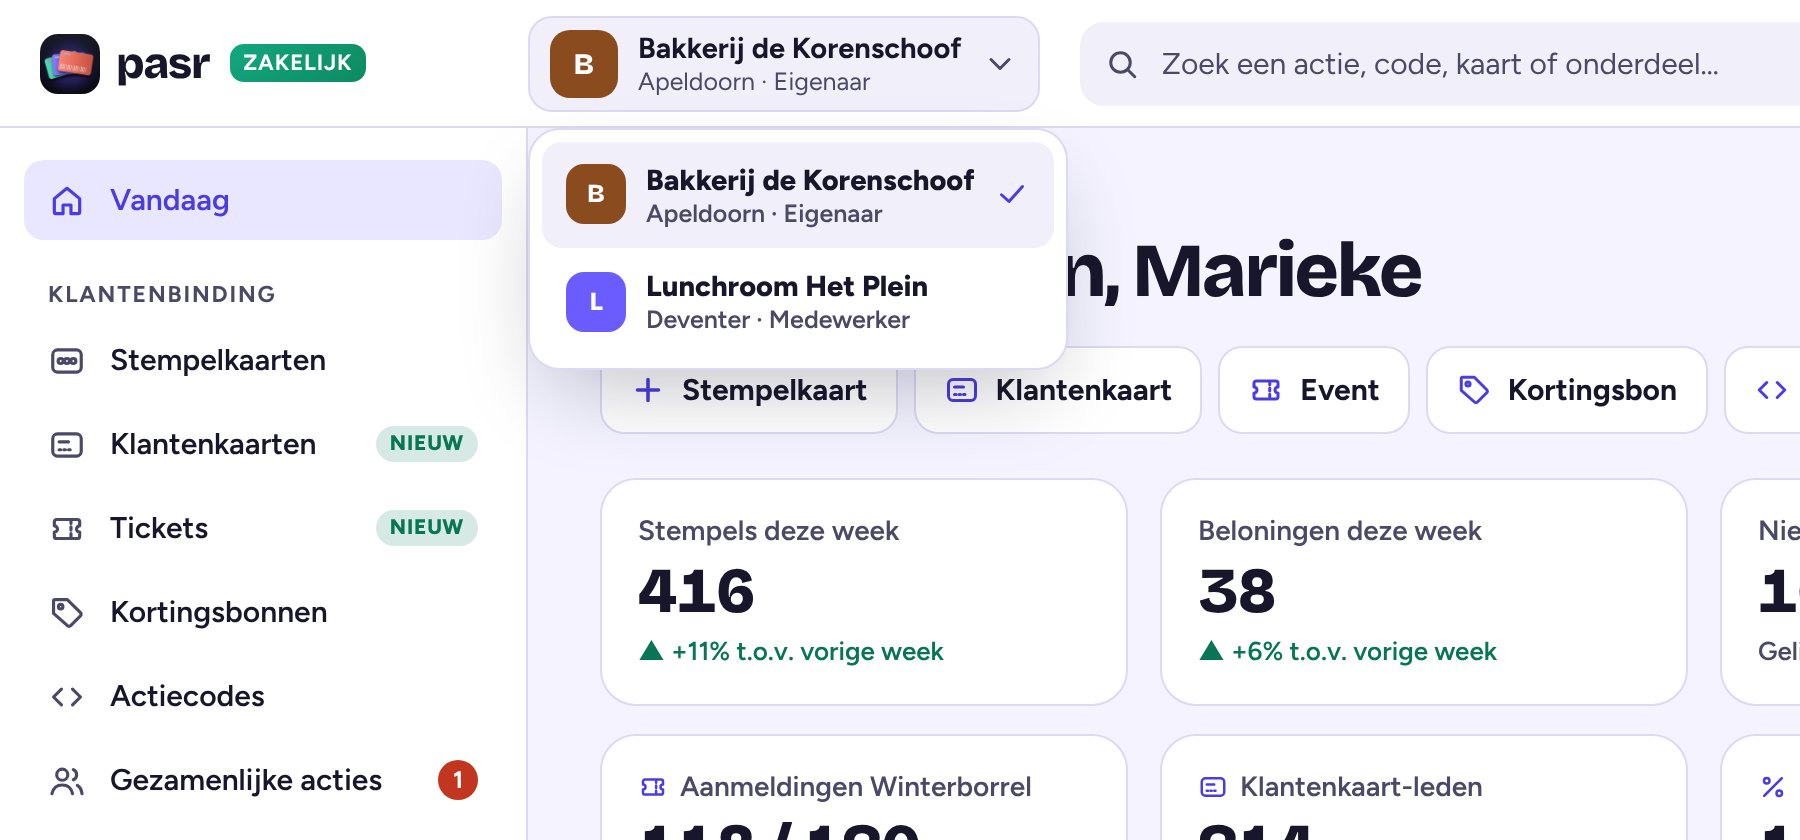 pasr ZAKELIJK
B
Bakkerij de Korenschoof
Apeldoorn · Eigenaar
Zoek een actie, code, kaart of onderdeel...
Vandaag
KLANTENBINDING
Stempelkaarten
Klantenkaarten NIEUW
Tickets NIEUW
Kortingsbonnen
Actiecodes
Gezamenlijke acties 1
B
Bakkerij de Korenschoof
Apeldoorn · Eigenaar
L
Lunchroom Het Plein
Deventer · Medewerker
n, Marieke
Stempelkaart
Klantenkaart
Event
Kortingsbon
Stempels deze week
416
▲ +11% t.o.v. vorige week
Beloningen deze week
38
▲ +6% t.o.v. vorige week
Aanmeldingen Winterborrel
Klantenkaart-leden